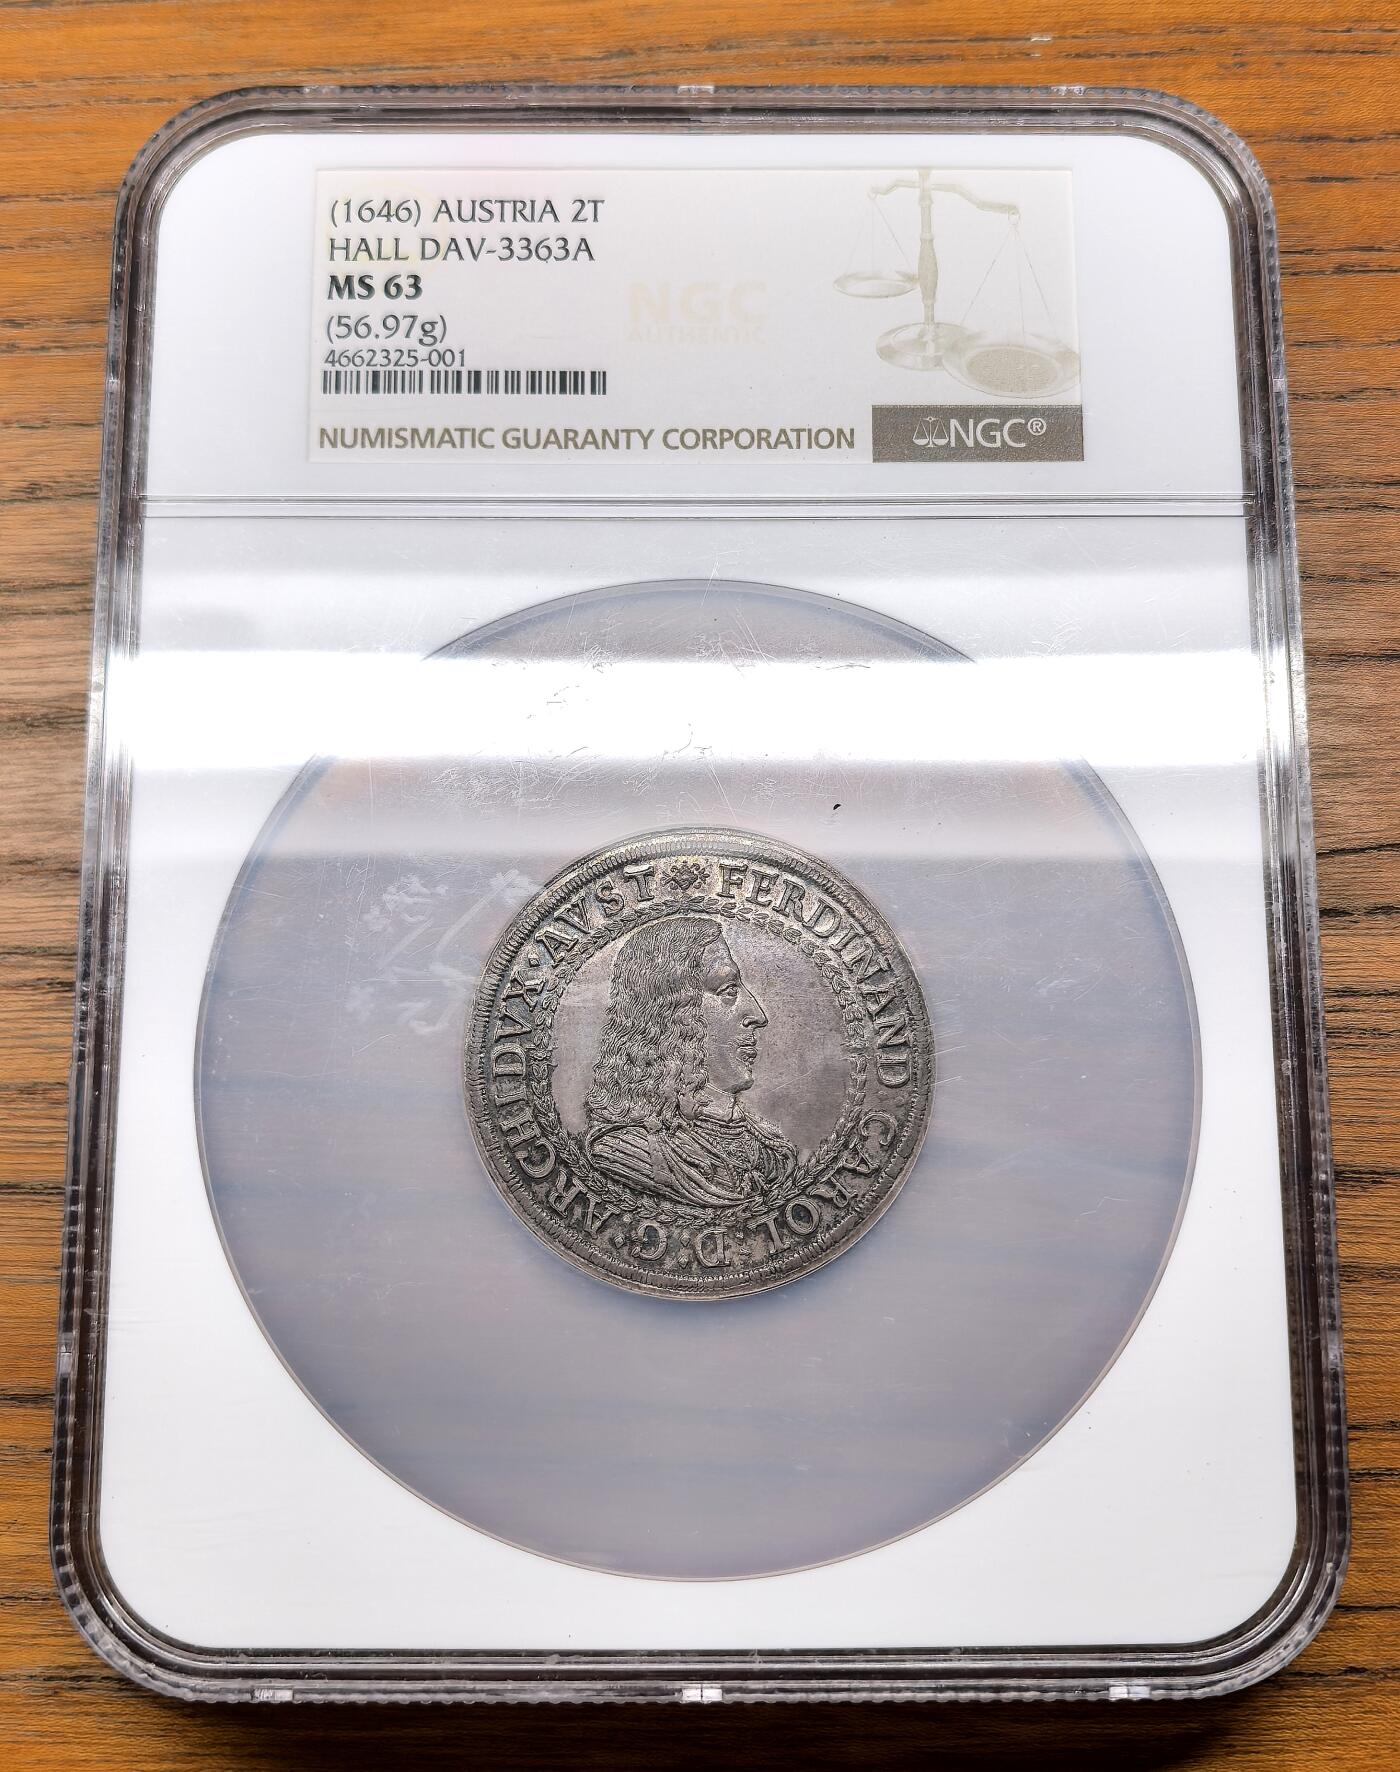 (1646) AUSTRIA 2T
HALL DAV-3363A
MS 63
(56.97g)
4662325-001
NGC
AUTHENTIC
NUMISMATIC GUARANTY CORPORATION
NGC®
FERDINAND · CAROL : D : G · ARCHIDVX · AVST